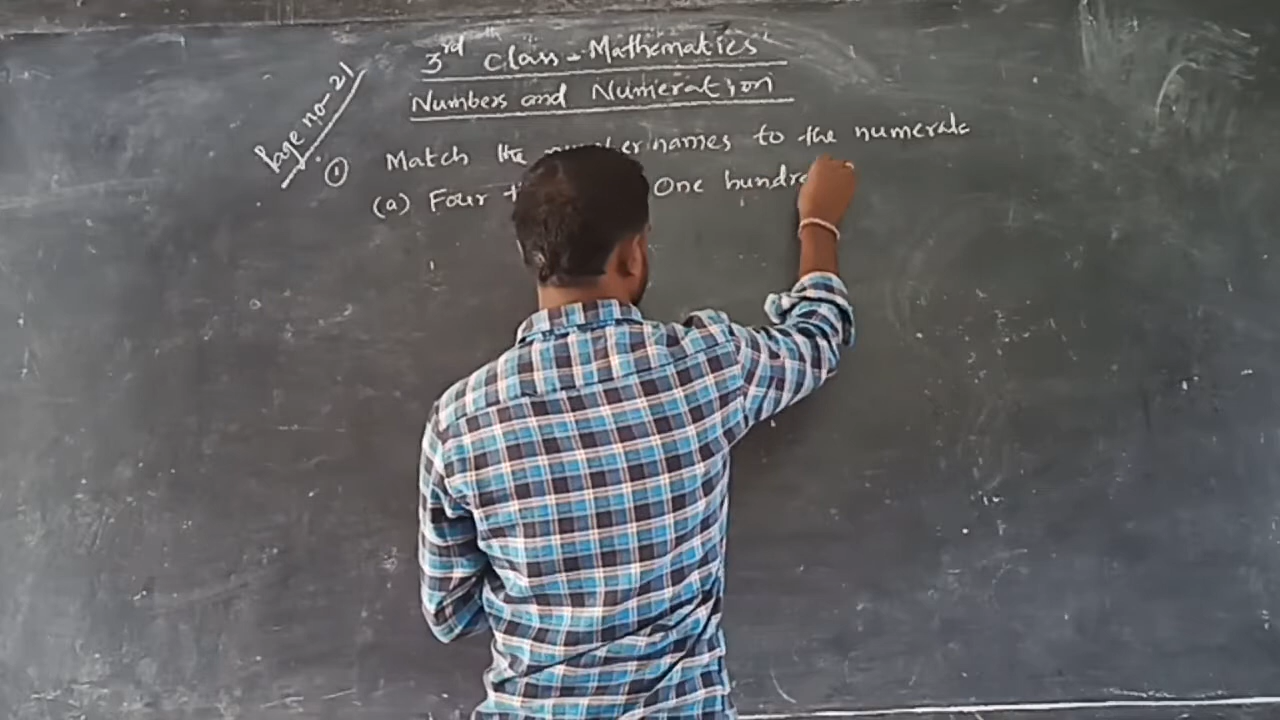 3rd Class - Mathematics
Numbers and Numeration
Page no- 21
① Match the names to the numerals
(a) Four One